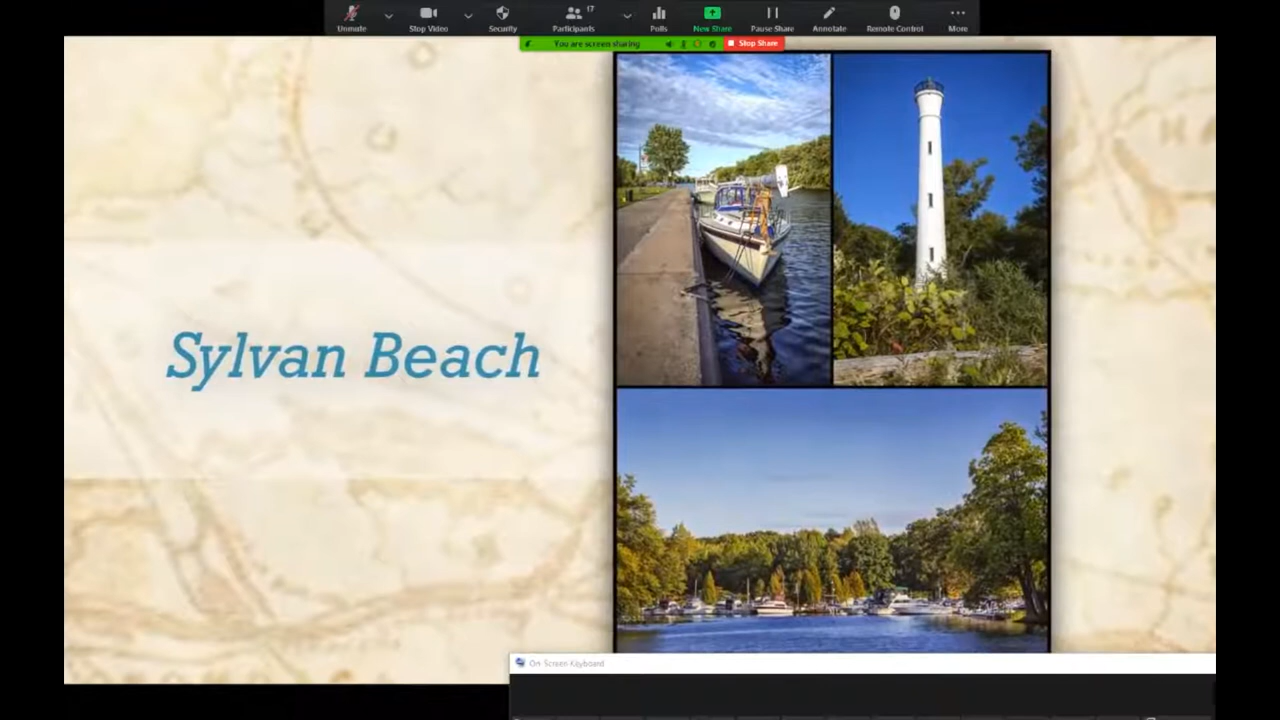 Unmute Stop Video Security Participants 17 Polls New Share Pause Share Annotate Remote Control More
You are screen sharing Stop Share
Sylvan Beach
On-Screen Keyboard